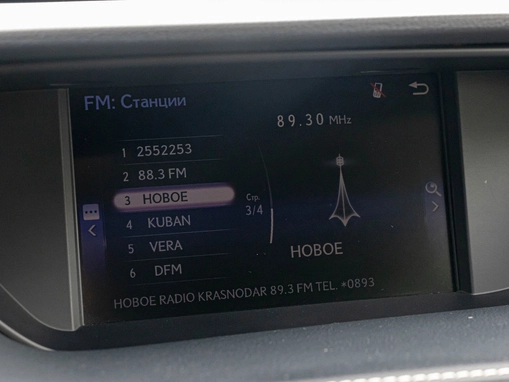 FM: Станции
89.30 MHz
1 2552253
2 88.3 FM
3 НОВОЕ
4 KUBAN
5 VERA
6 DFM
Стр.
3/4
НОВОЕ
НОВОЕ RADIO KRASNODAR 89.3 FM TEL. *0893